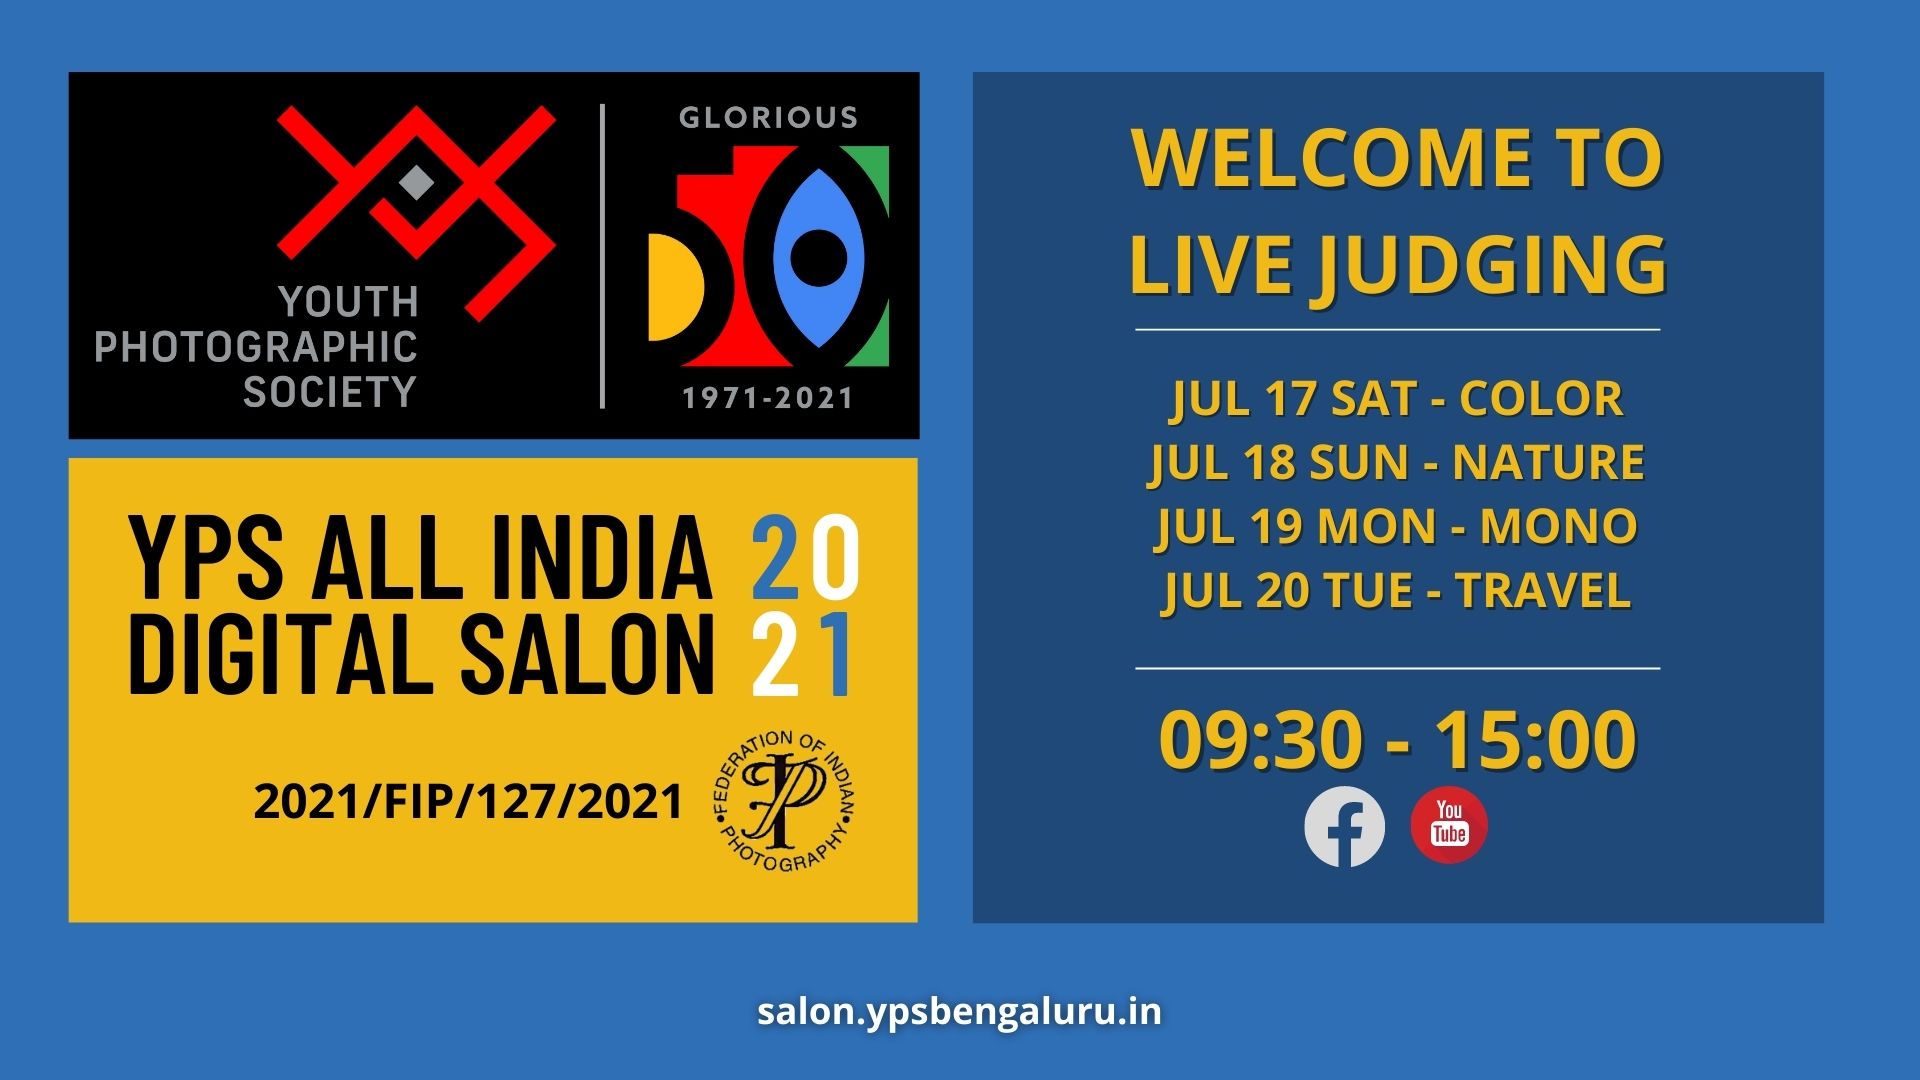 YOUTH
PHOTOGRAPHIC
SOCIETY
GLORIOUS
50
1971-2021
YPS ALL INDIA 20
DIGITAL SALON 21
2021/FIP/127/2021
FEDERATION OF INDIAN
PHOTOGRAPHY
FIP
WELCOME TO
LIVE JUDGING
JUL 17 SAT - COLOR
JUL 18 SUN - NATURE
JUL 19 MON - MONO
JUL 20 TUE - TRAVEL
09:30 - 15:00
f
You
Tube
salon.ypsbengaluru.in